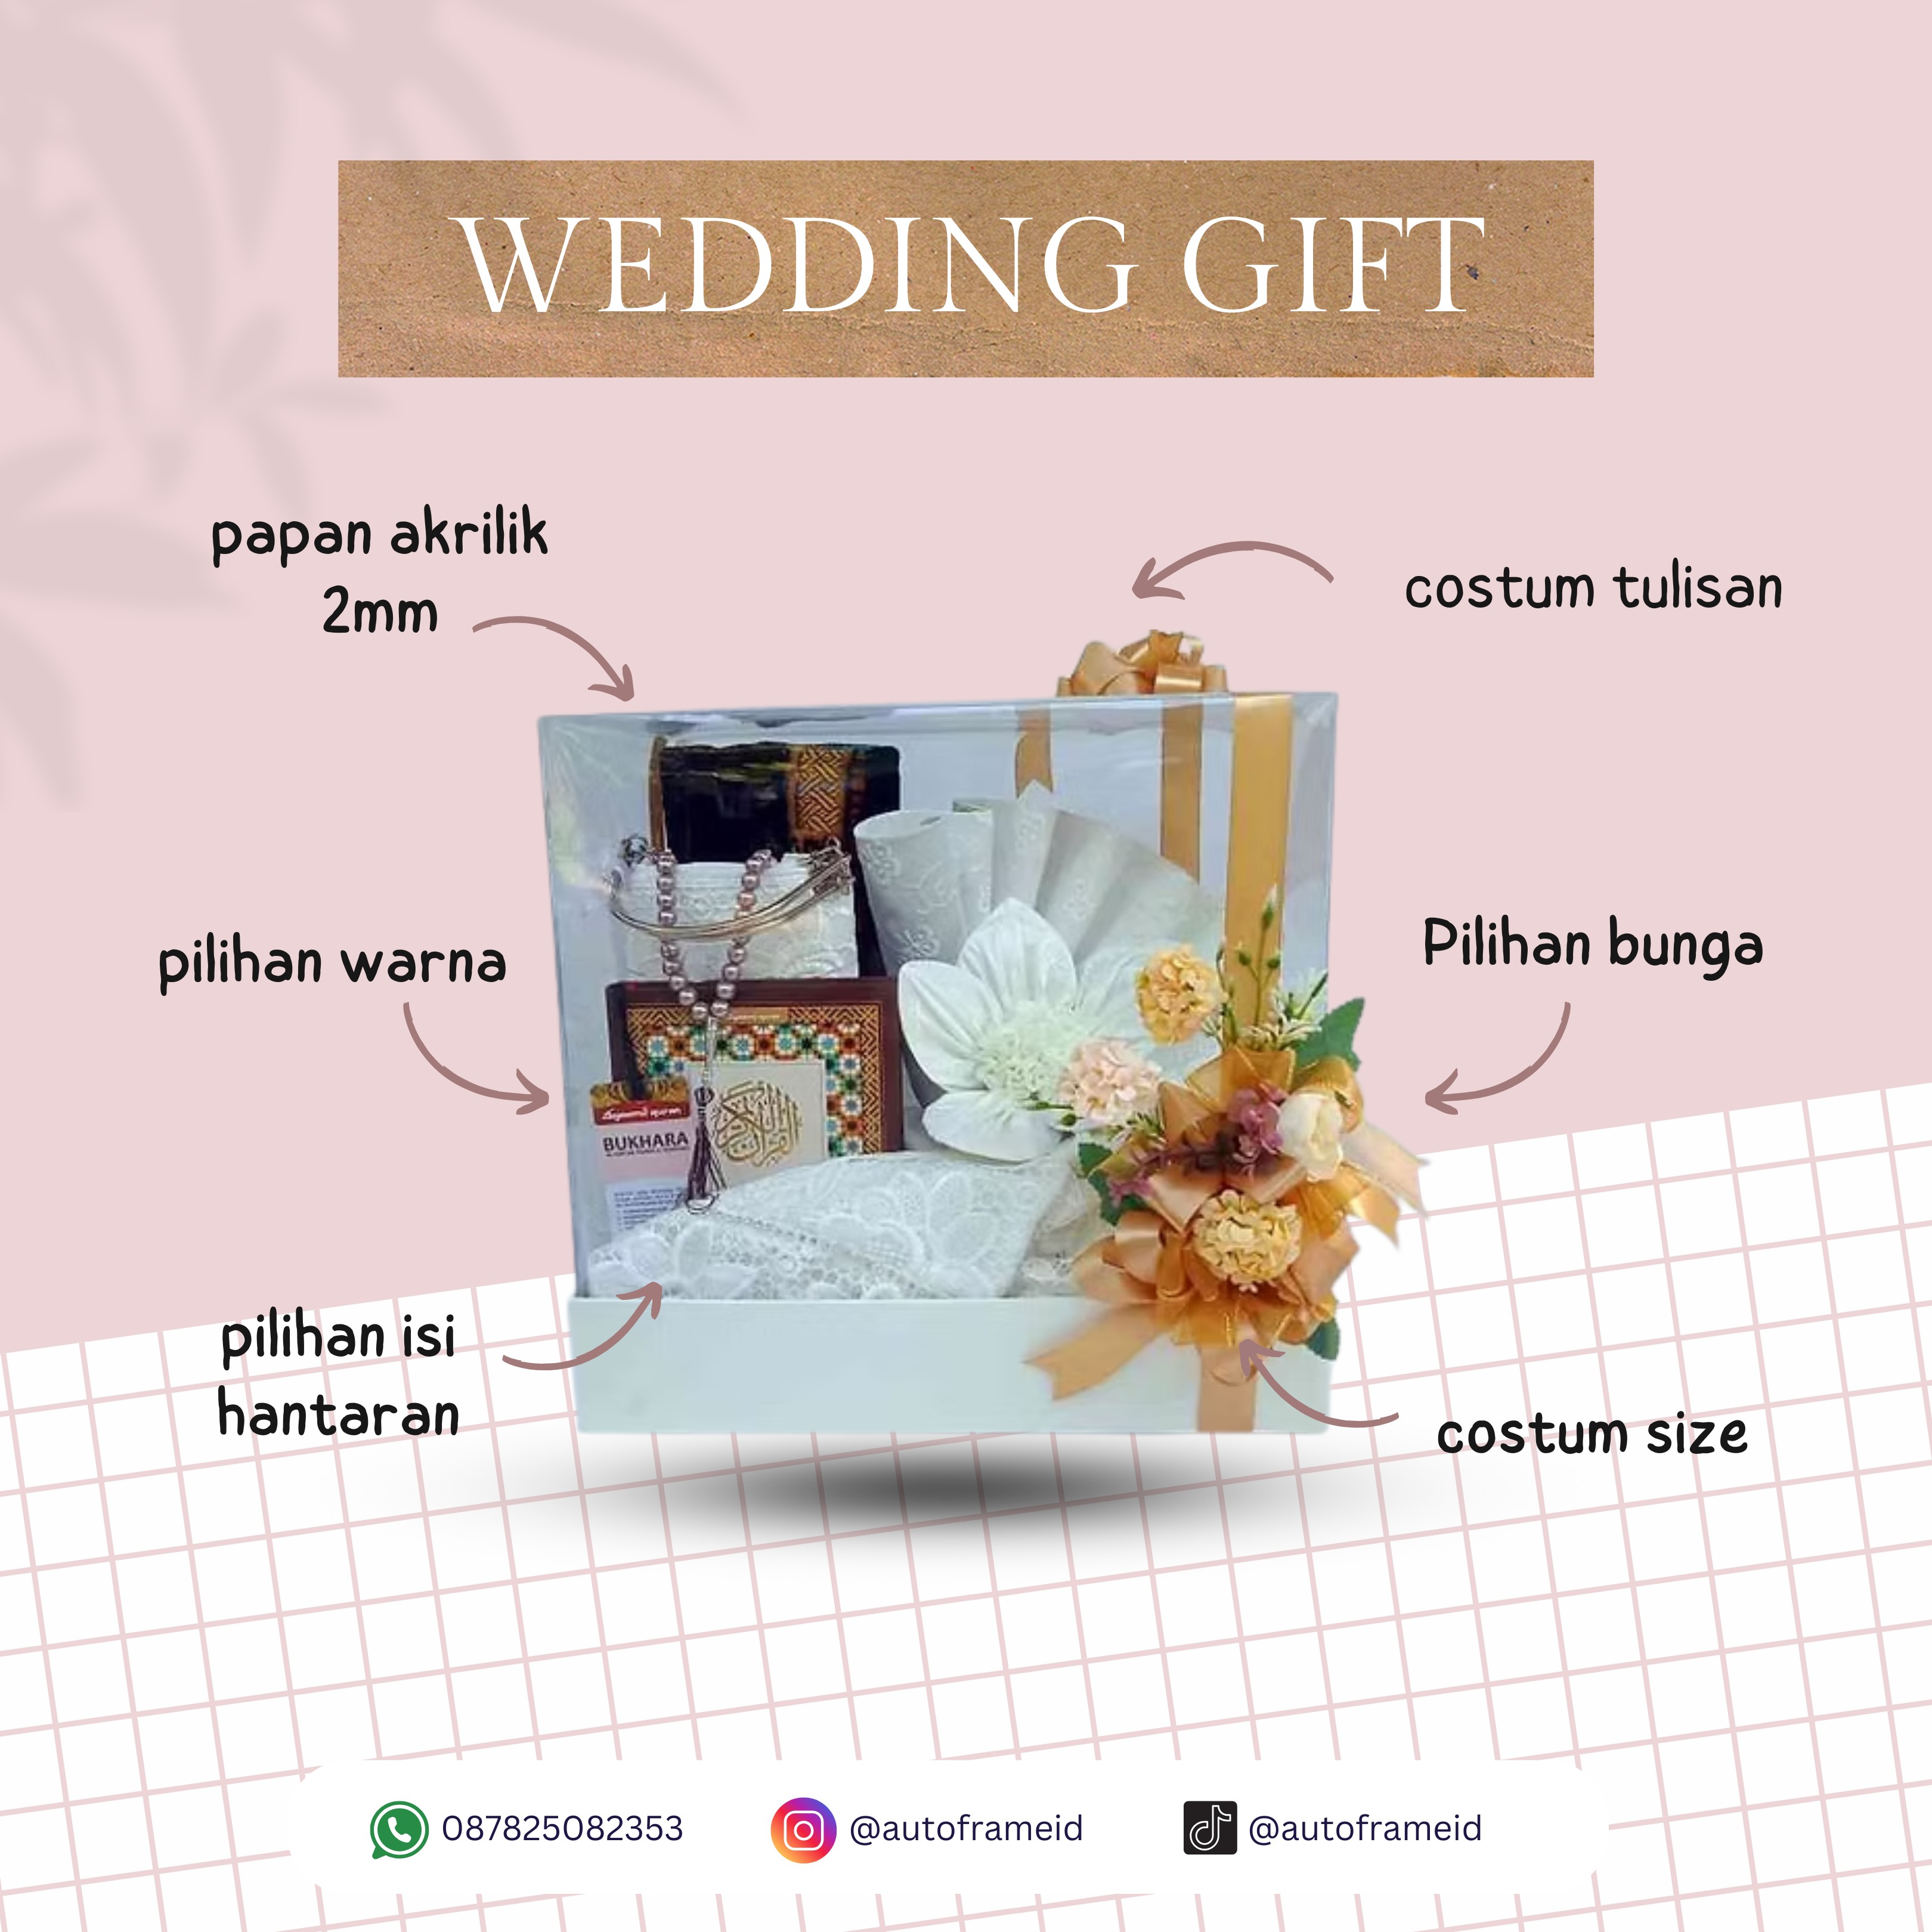 WEDDING GIFT
papan akrilik
2mm
costum tulisan
pilihan warna
Pilihan bunga
BUKHARA
pilihan isi
hantaran
costum size
087825082353
@autoframeid
@autoframeid